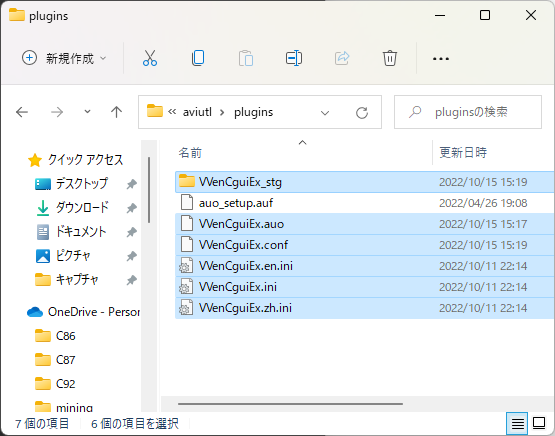 plugins
新規作成
aviutl
plugins
pluginsの検索
クイック アクセス
デスクトップ
ダウンロード
ドキュメント
ピクチャ
キャプチャ
OneDrive - Person
C86
C87
C92
mining
名前 更新日時
VVenCguiEx_stg 2022/10/15 15:19
auo_setup.auf 2022/04/26 19:08
VVenCguiEx.auo 2022/10/15 15:17
VVenCguiEx.conf 2022/10/15 15:19
VVenCguiEx.en.ini 2022/10/11 22:14
VVenCguiEx.ini 2022/10/11 22:14
VVenCguiEx.zh.ini 2022/10/11 22:14
7 個の項目 6 個の項目を選択